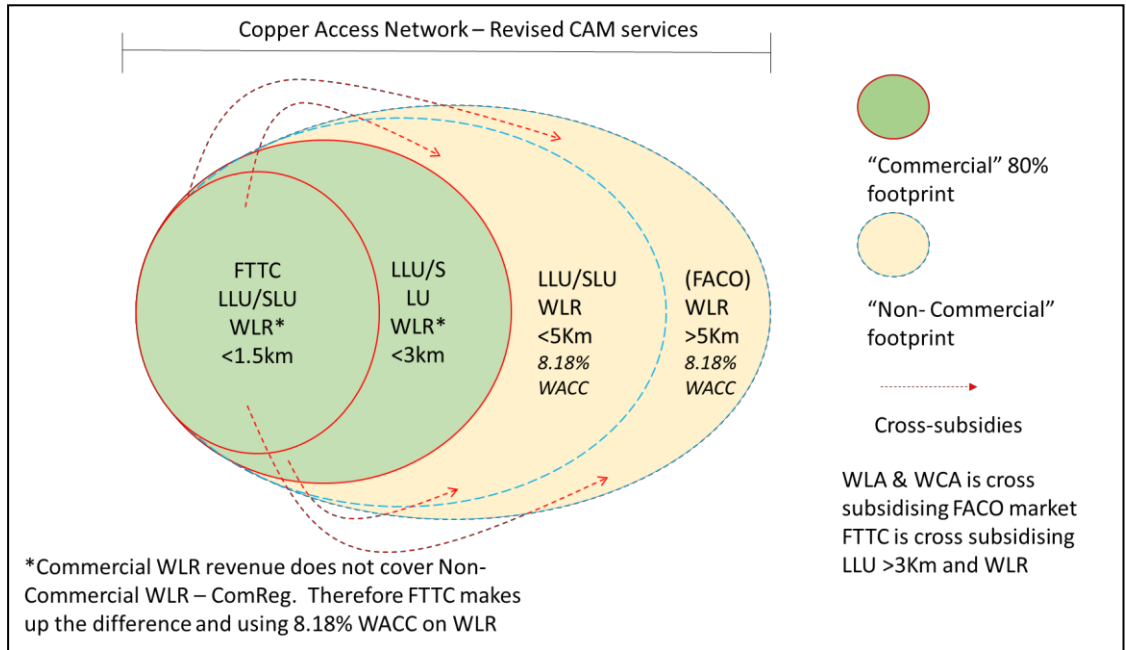 Copper Access Network – Revised CAM services
FTTC
LLU/SLU
WLR*
<1.5km
LLU/S
LU
WLR*
<3km
LLU/SLU
WLR
<5Km
8.18%
WACC
(FACO)
WLR
>5Km
8.18%
WACC
“Commercial” 80%
footprint
“Non- Commercial”
footprint
Cross-subsidies
WLA & WCA is cross
subsidising FACO market
FTTC is cross subsidising
LLU >3Km and WLR
*Commercial WLR revenue does not cover Non-
Commercial WLR – ComReg.  Therefore FTTC makes
up the difference and using 8.18% WACC on WLR